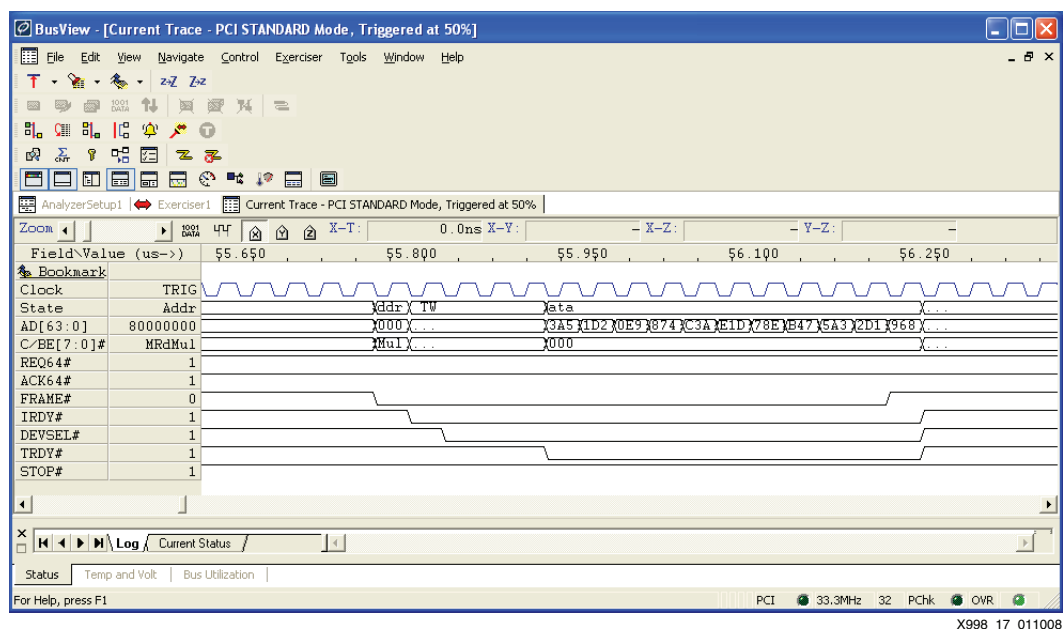 BusView - [Current Trace - PCI STANDARD Mode, Triggered at 50%]
File Edit View Navigate Control Exerciser Tools Window Help
z→Z Z→z
1001 DATA
CNT
AnalyzerSetup1 Exerciser1 Current Trace - PCI STANDARD Mode, Triggered at 50%
Zoom 1001 DATA X Y Z X-T: 0.0ns X-Y: - X-Z: - Y-Z: -
Field\Value (us->) 55.650 55.800 55.950 56.100 56.250
Bookmark
Clock TRIG
State Addr ddr TW ata ...
AD[63:0] 80000000 000 ... 3A5 1D2 0E9 874 C3A E1D 78E B47 5A3 2D1 968 ...
C/BE[7:0]# MRdMul Mul ... 000 ...
REQ64# 1
ACK64# 1
FRAME# 0
IRDY# 1
DEVSEL# 1
TRDY# 1
STOP# 1
Log Current Status
Status Temp and Volt Bus Utilization
For Help, press F1 PCI 33.3MHz 32 PChk OVR
X998_17_011008